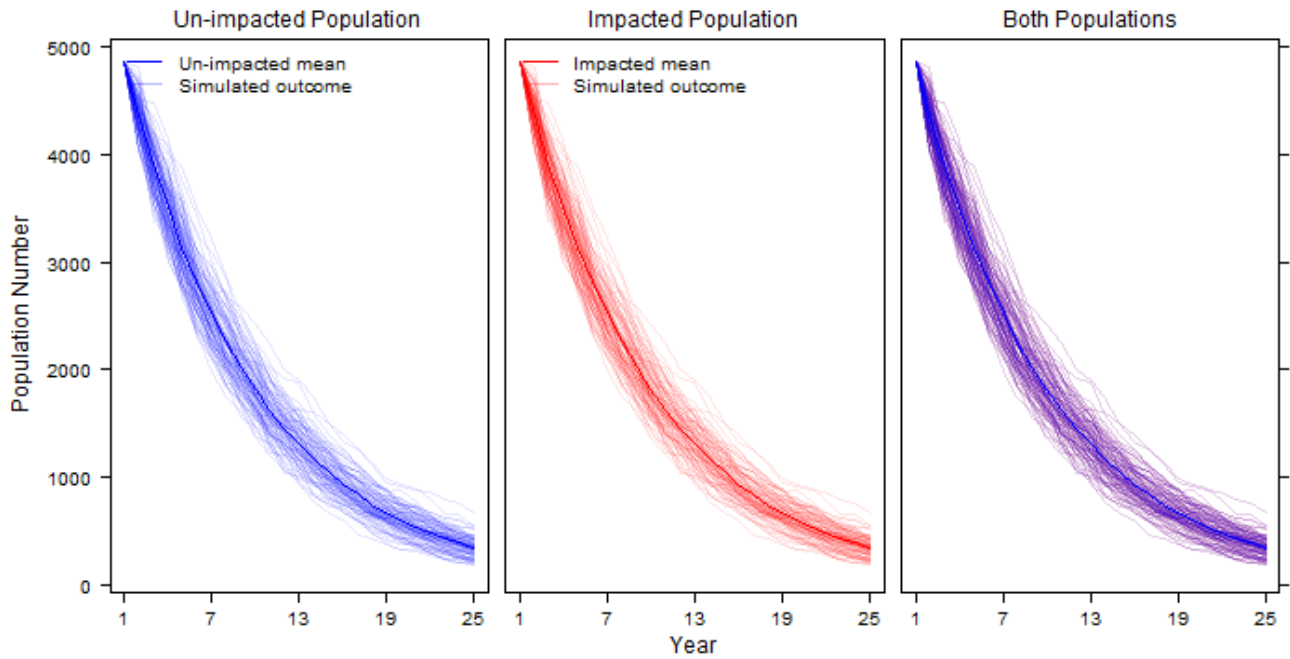 Un-impacted Population
Impacted Population
Both Populations
Un-impacted mean
Simulated outcome
Impacted mean
Simulated outcome
Population Number
5000
4000
3000
2000
1000
0
1 7 13 19 25
1 7 13 19 25
1 7 13 19 25
Year